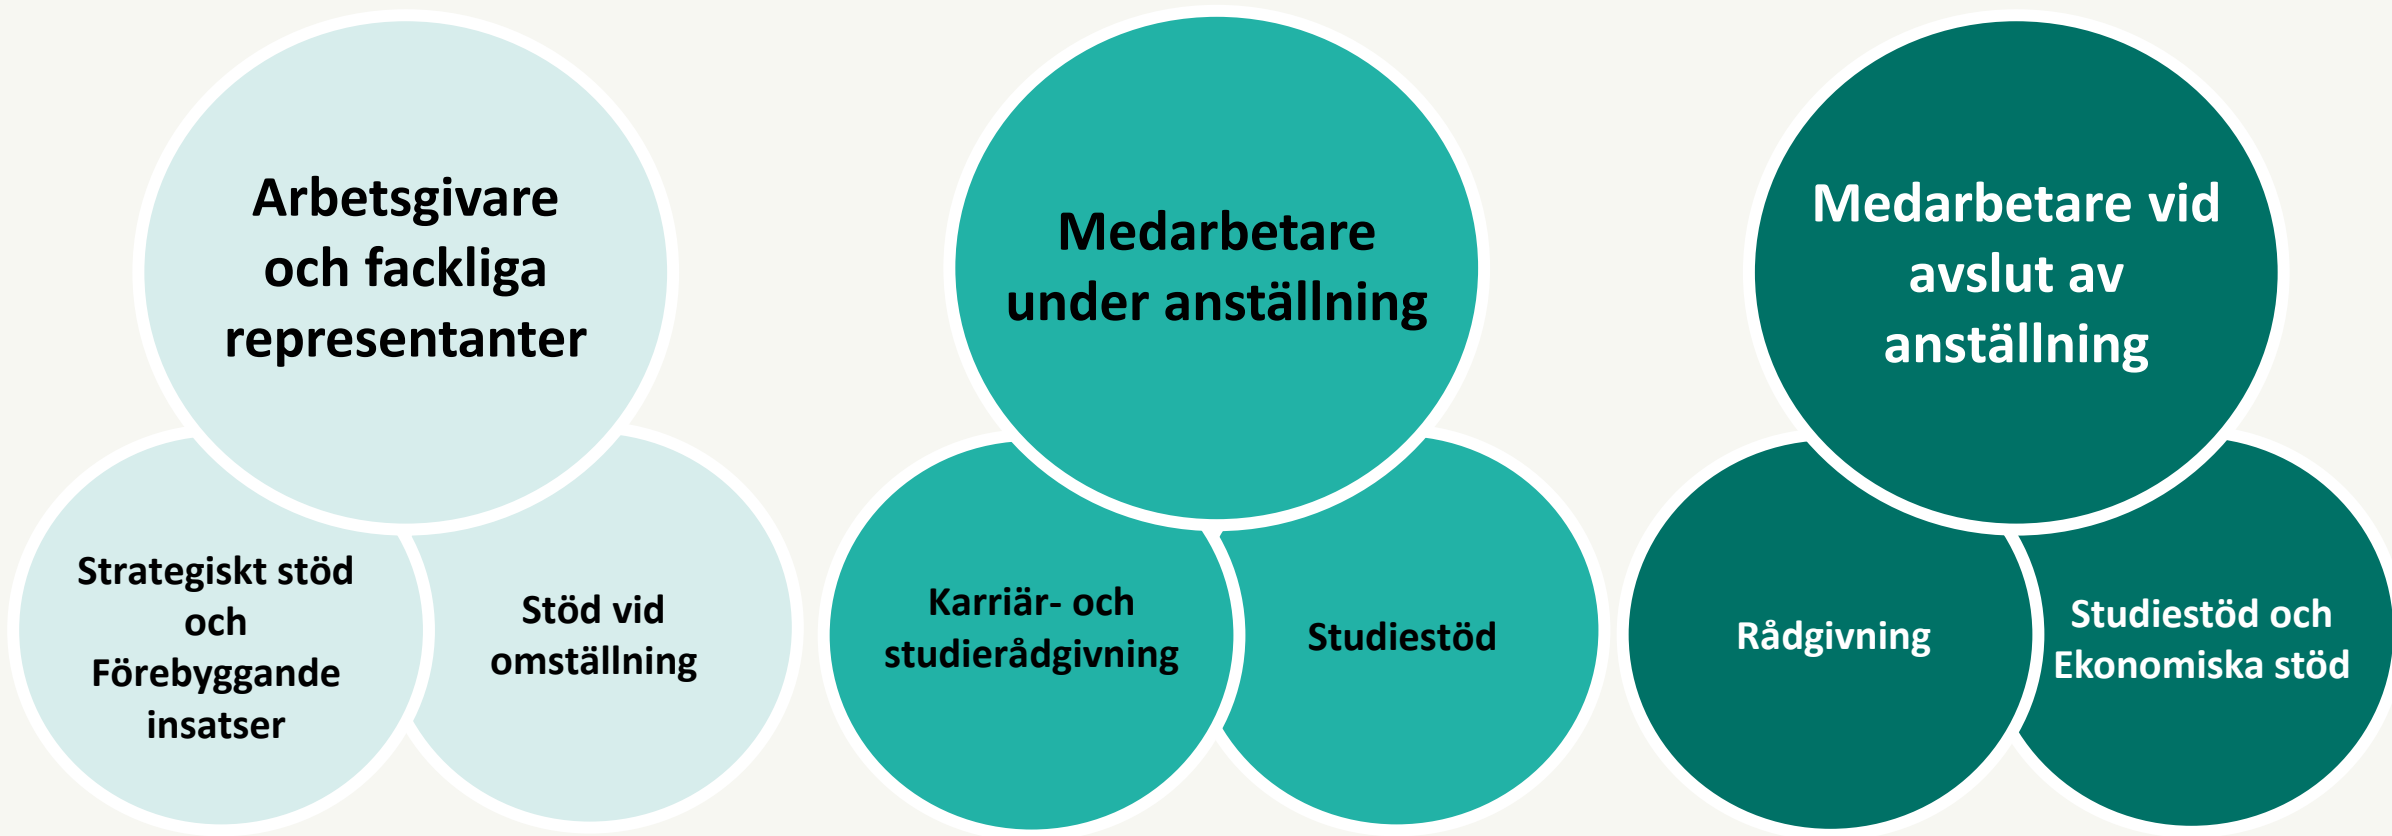 Arbetsgivare
och fackliga
representanter
Strategiskt stöd
och
Förebyggande
insatser
Stöd vid
omställning
Medarbetare
under anställning
Karriär- och
studierådgivning
Studiestöd
Medarbetare vid
avslut av
anställning
Rådgivning
Studiestöd och
Ekonomiska stöd